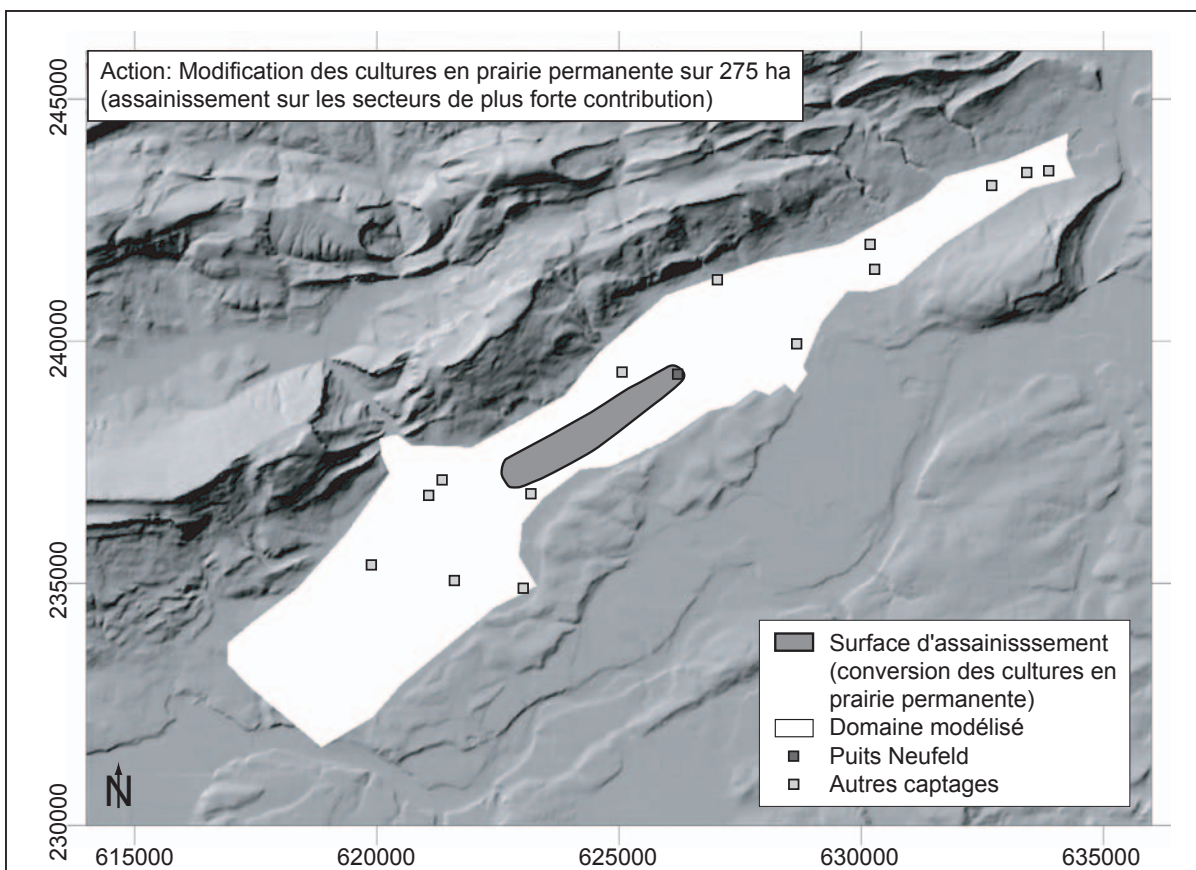 Action: Modification des cultures en prairie permanente sur 275 ha
(assainissement sur les secteurs de plus forte contribution)
245000
240000
235000
230000
Surface d'assainisssement
(conversion des cultures en
prairie permanente)
Domaine modélisé
Puits Neufeld
Autres captages
N
615000
620000
625000
630000
635000